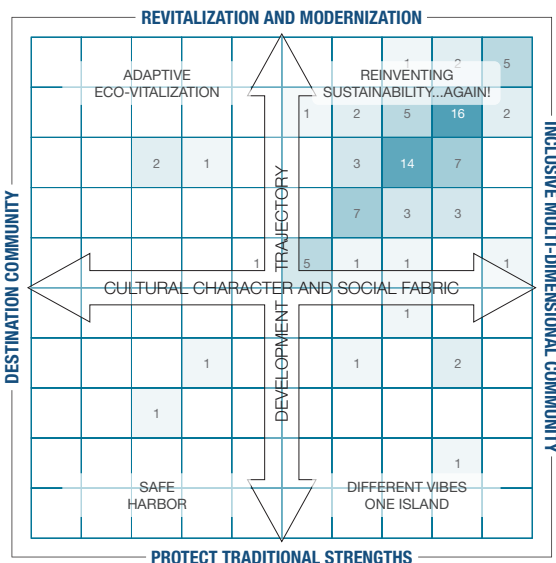 REVITALIZATION AND MODERNIZATION
1 2 5
ADAPTIVE
ECO-VITALIZATION
REINVENTING
SUSTAINABILITY...AGAIN!
1 2 5 16 2
2 1 3 14 7
7 3 3
1 5 1 1 1
DESTINATION COMMUNITY
INCLUSIVE MULTI-DIMENSIONAL COMMUNITY
CULTURAL CHARACTER AND SOCIAL FABRIC
DEVELOPMENT TRAJECTORY
1
1 1 2
1
1
SAFE
HARBOR
DIFFERENT VIBES
ONE ISLAND
PROTECT TRADITIONAL STRENGTHS